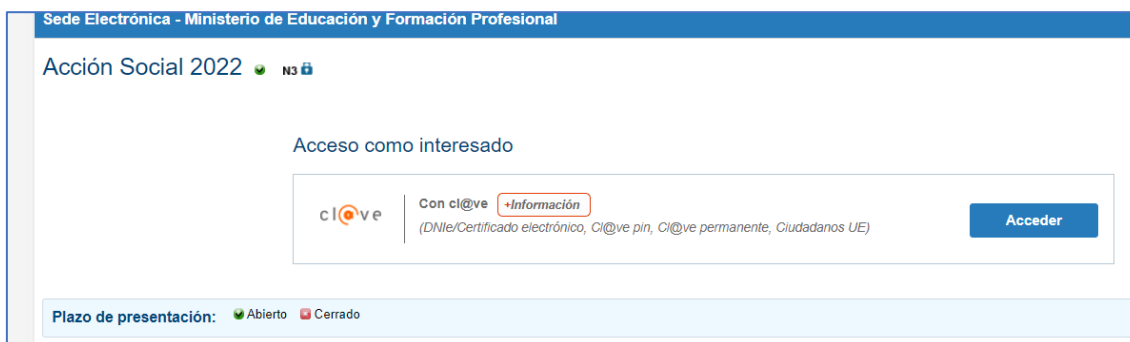 Sede Electrónica - Ministerio de Educación y Formación Profesional
Acción Social 2022 N3
Acceso como interesado
cl@ve
Con cl@ve +Información
(DNIe/Certificado electrónico, Cl@ve pin, Cl@ve permanente, Ciudadanos UE)
Acceder
Plazo de presentación: Abierto Cerrado